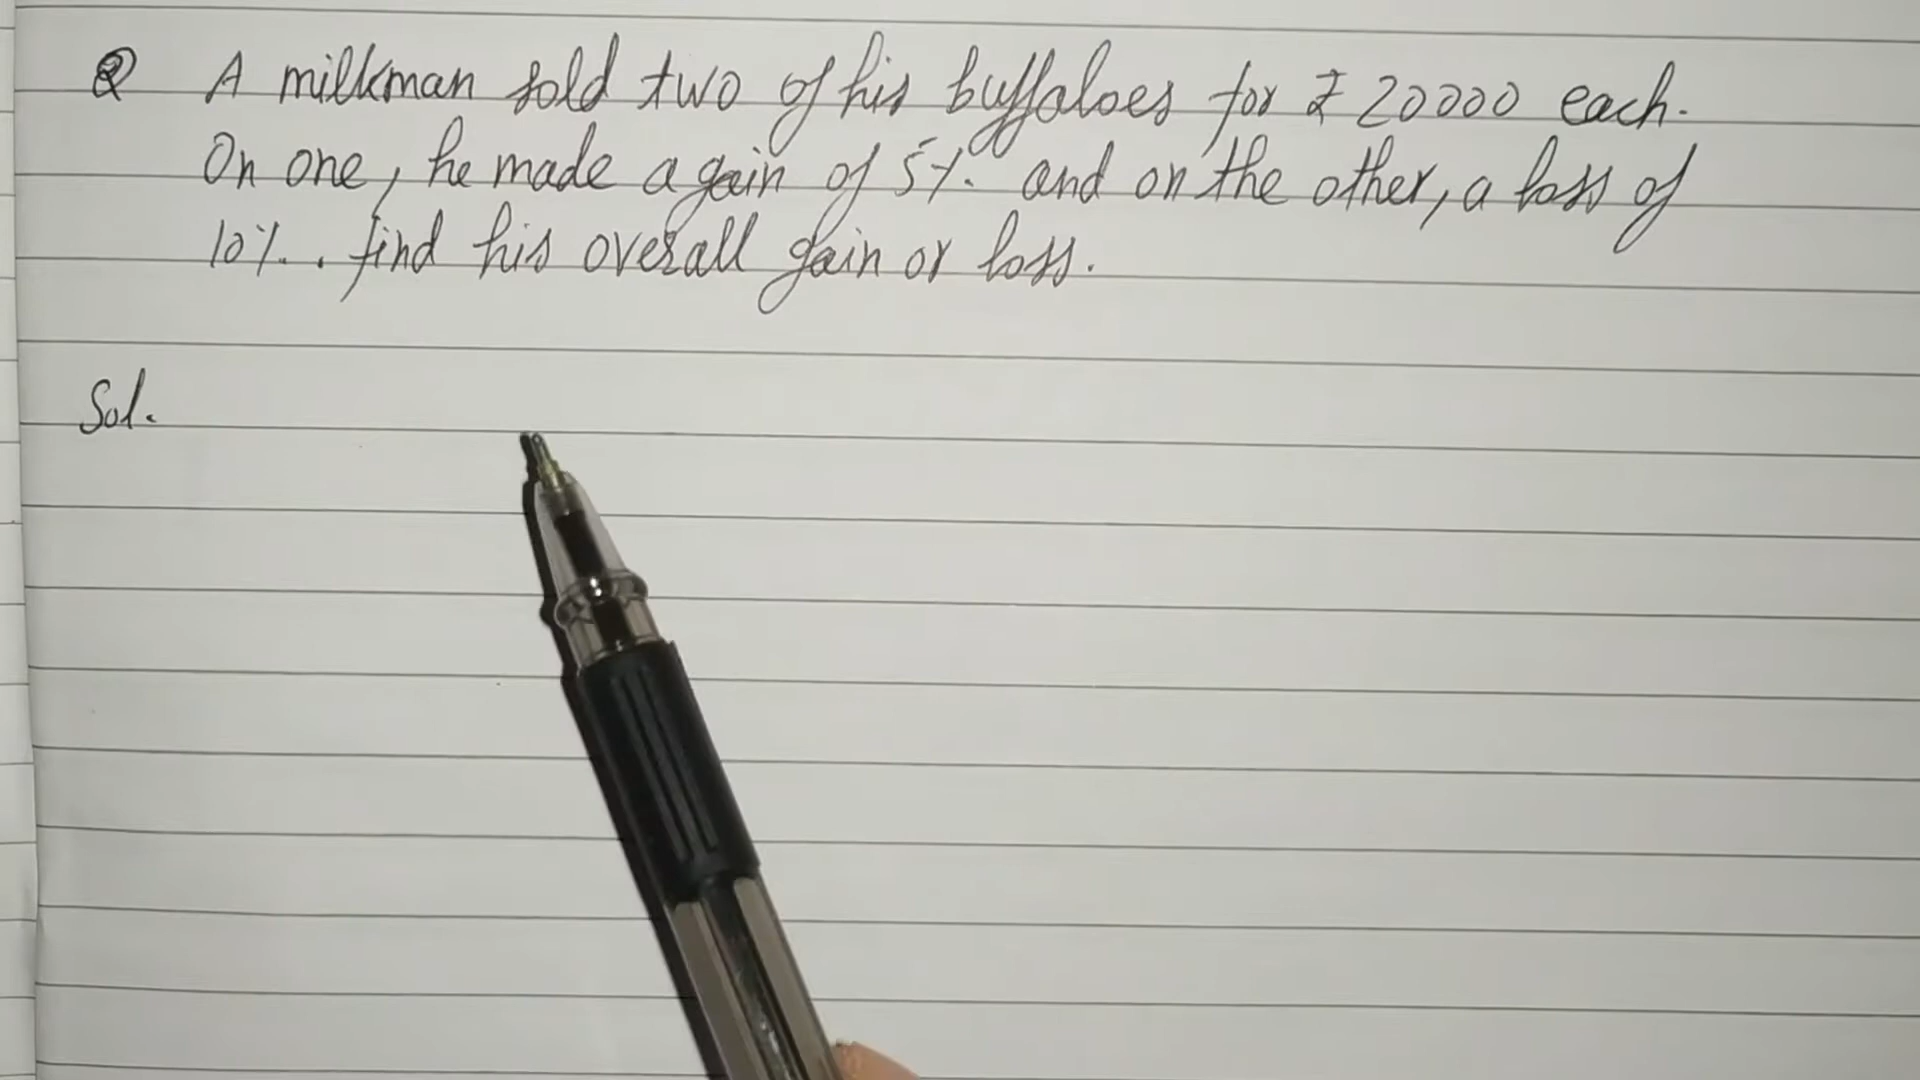 Q A milkman sold two of his buffaloes for ₹ 20000 each.
On one, he made a gain of 5%. and on the other, a loss of
10%. . find his overall gain or loss.
Sol.